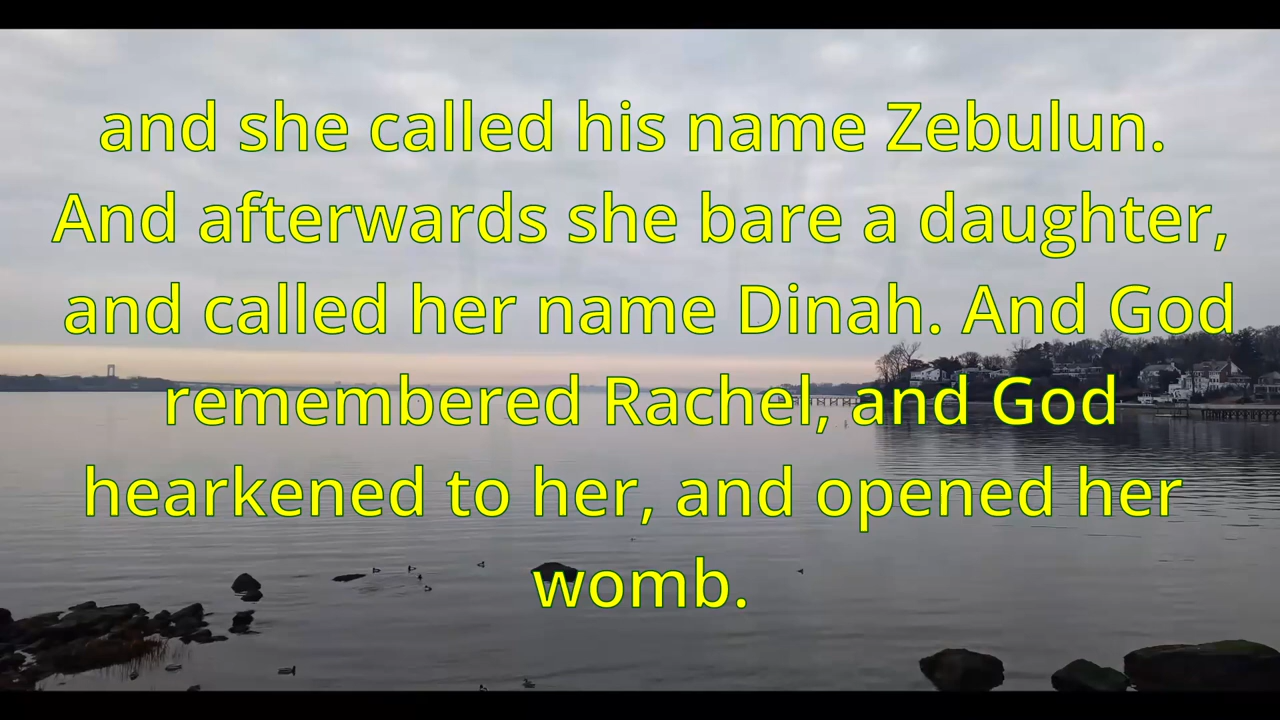 and she called his name Zebulun.
And afterwards she bare a daughter,
and called her name Dinah. And God
remembered Rachel, and God
hearkened to her, and opened her
womb.